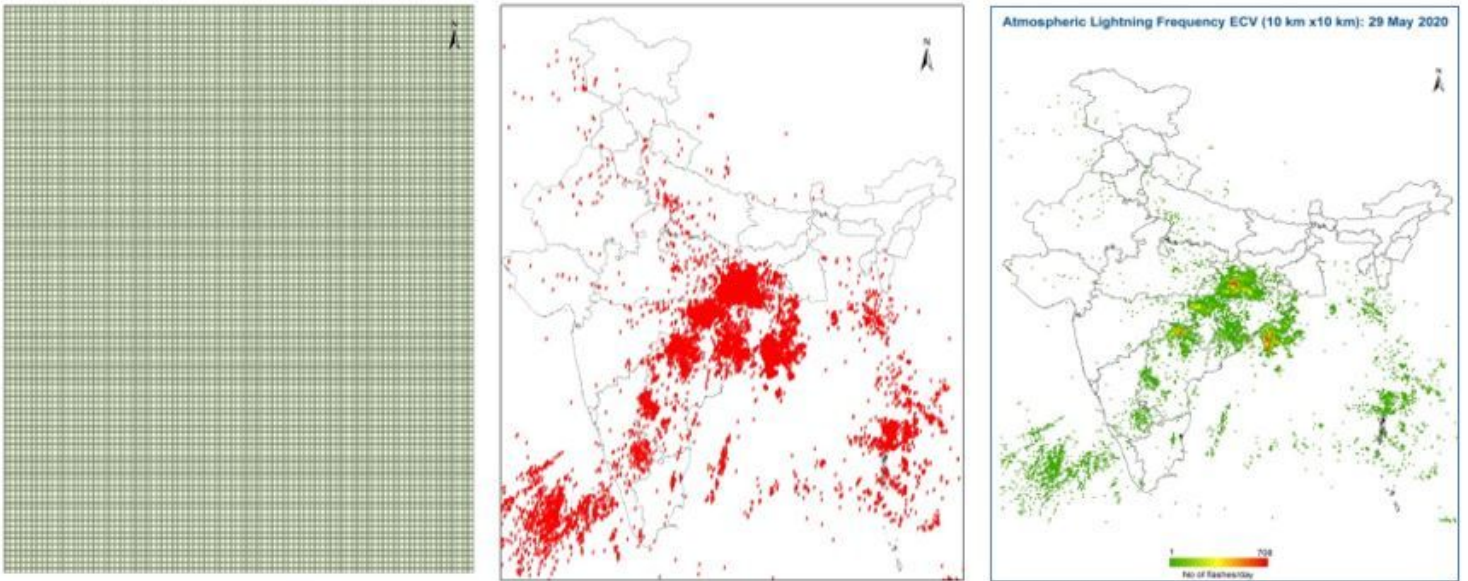 N
N
Atmospheric Lightning Frequency ECV (10 km x10 km): 29 May 2020
N
1 708
No of flashes/day